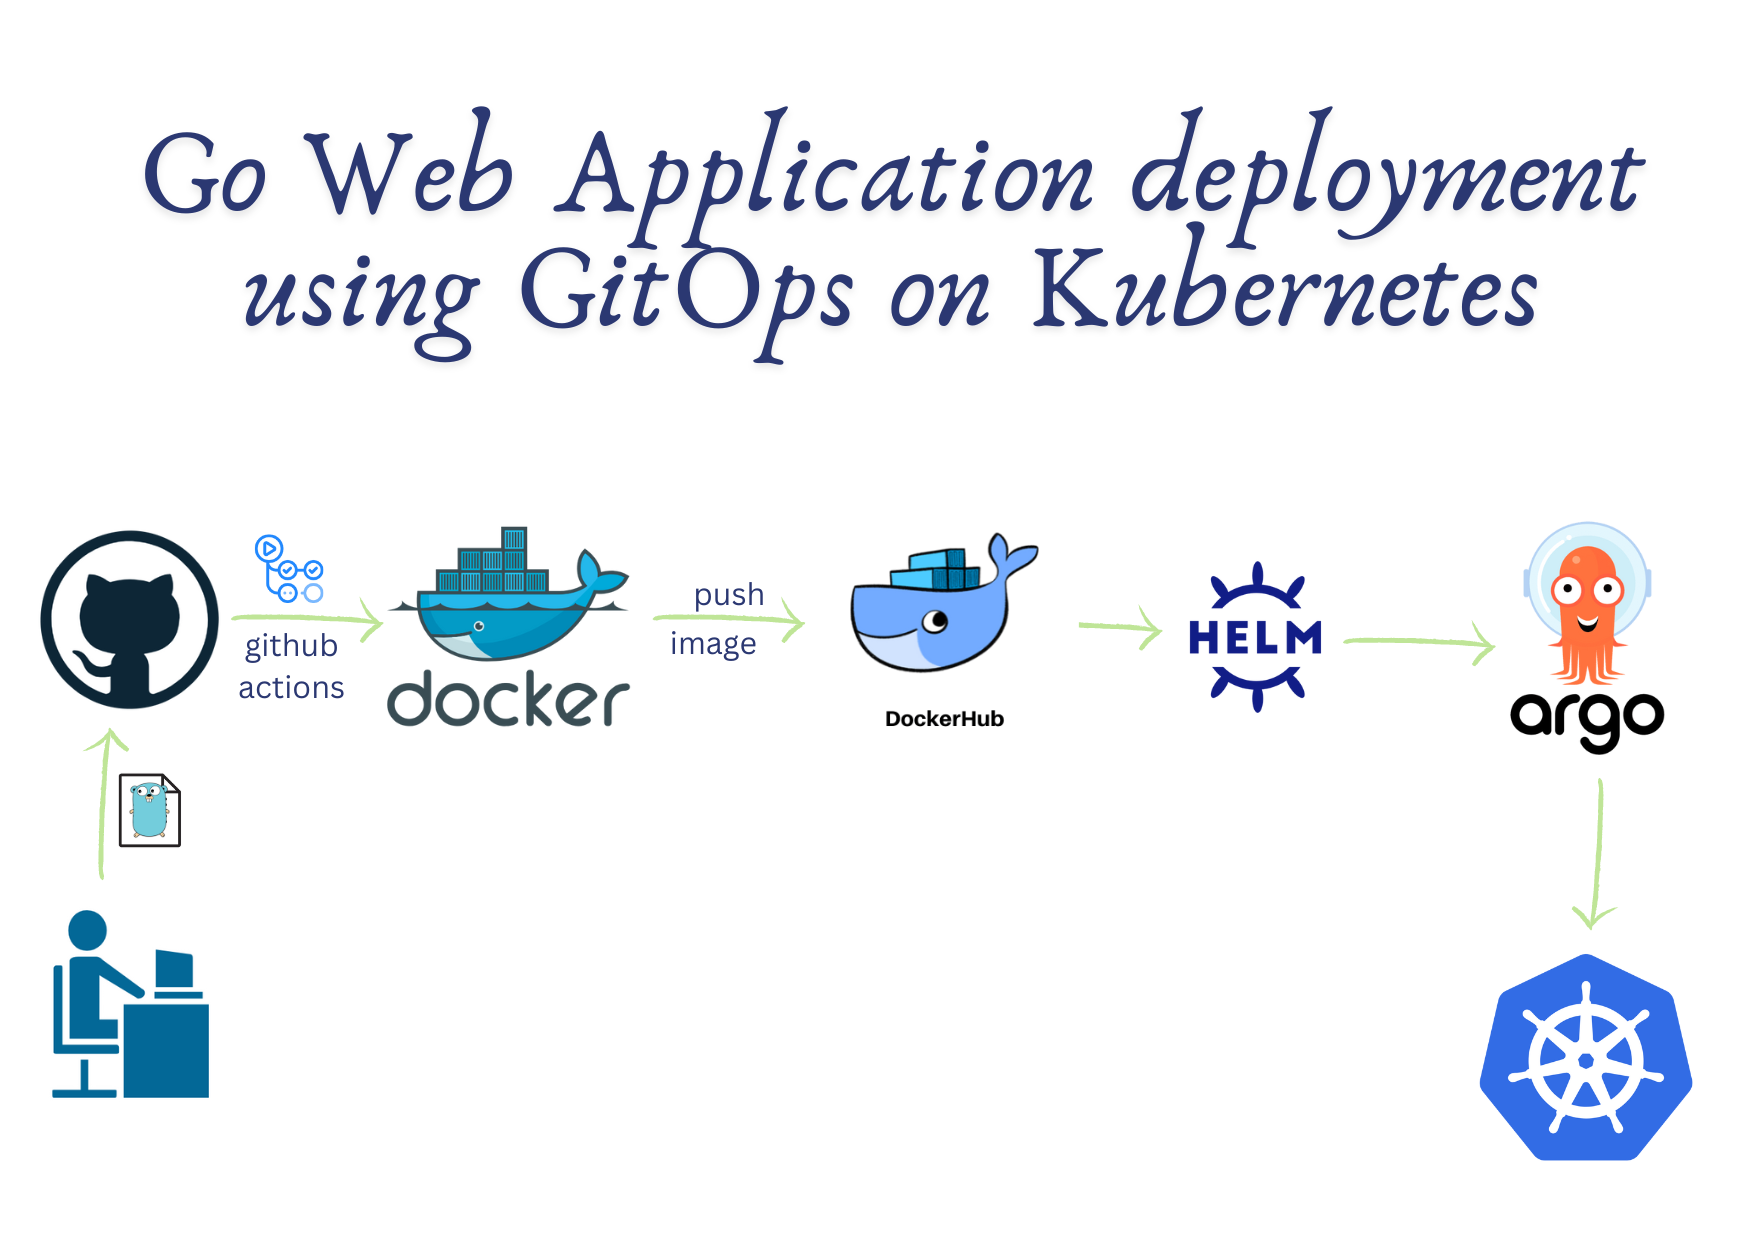 Go Web Application deployment
using GitOps on Kubernetes
github
actions
docker
push
image
DockerHub
HELM
argo